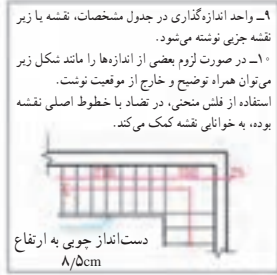 ۹ــ واحد اندازه‌گذاری در جدول مشخصات، نقشه یا زیر
نقشه جزیی نوشته می‌شود.
۱۰ــ در صورت لزوم بعضی از اندازه‌ها را مانند شکل زیر
می‌توان همراه توضیح و خارج از موقعیت نوشت.
استفاده از فلش منحنی، در تضاد با خطوط اصلی نقشه
بوده، به خوانایی نقشه کمک می‌کند.
دست‌انداز چوبی به ارتفاع
۸/۵cm